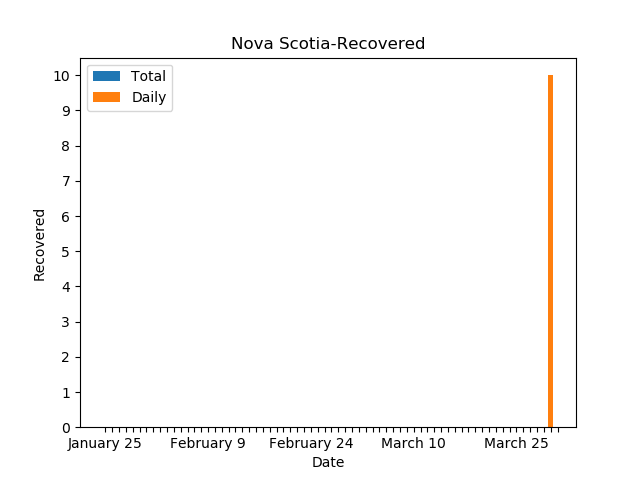 Nova Scotia-Recovered
Total
Daily
10
9
8
7
6
5
4
3
2
1
0
Recovered
January 25 February 9 February 24 March 10 March 25
Date